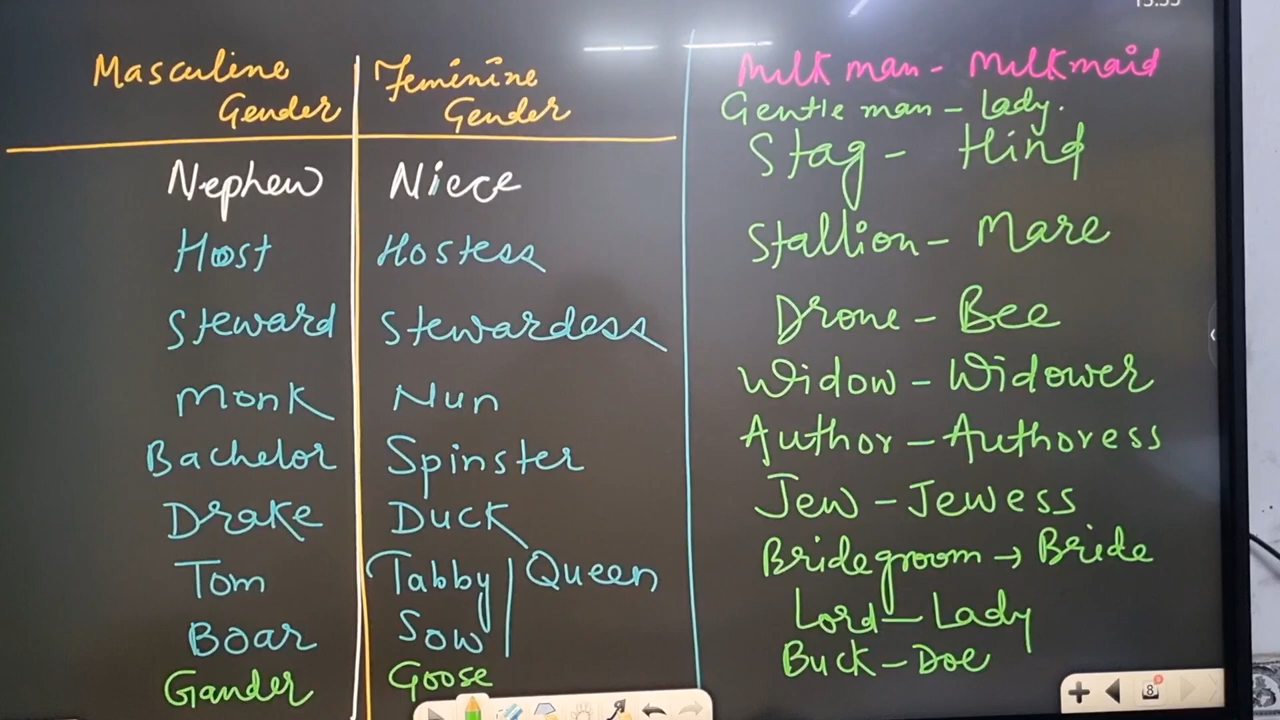 Masculine Gender
Feminine Gender
Nephew Niece
Host Hostess
Steward Stewardess
Monk Nun
Bachelor Spinster
Drake Duck
Tom Tabby | Queen
Boar Sow
Gander Goose
Milk man - Milkmaid
Gentle man - Lady.
Stag - Hind
Stallion - Mare
Drone - Bee
Widow - Widower
Author - Authoress
Jew - Jewess
Bridegroom → Bride
Lord - Lady
Buck - Doe
8